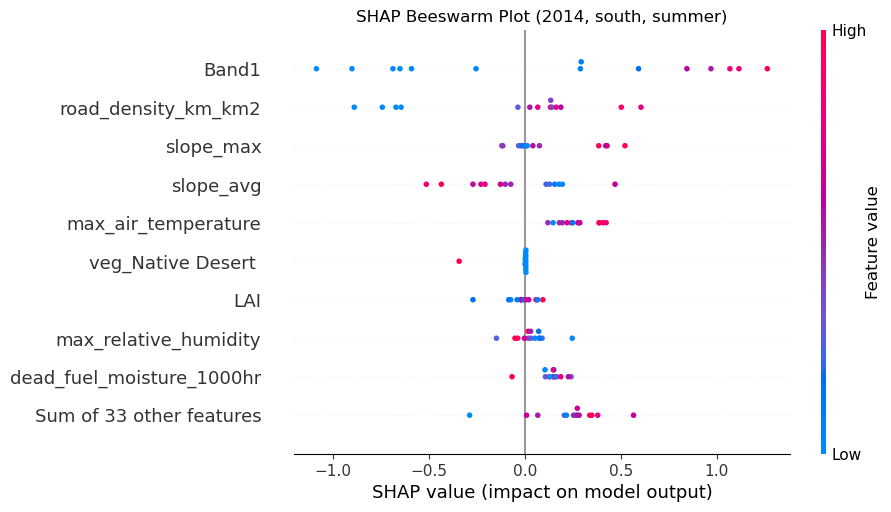 SHAP Beeswarm Plot (2014, south, summer)
High
Band1
road_density_km_km2
slope_max
slope_avg
max_air_temperature
veg_Native Desert
LAI
max_relative_humidity
dead_fuel_moisture_1000hr
Sum of 33 other features
Feature value
Low
−1.0 −0.5 0.0 0.5 1.0
SHAP value (impact on model output)